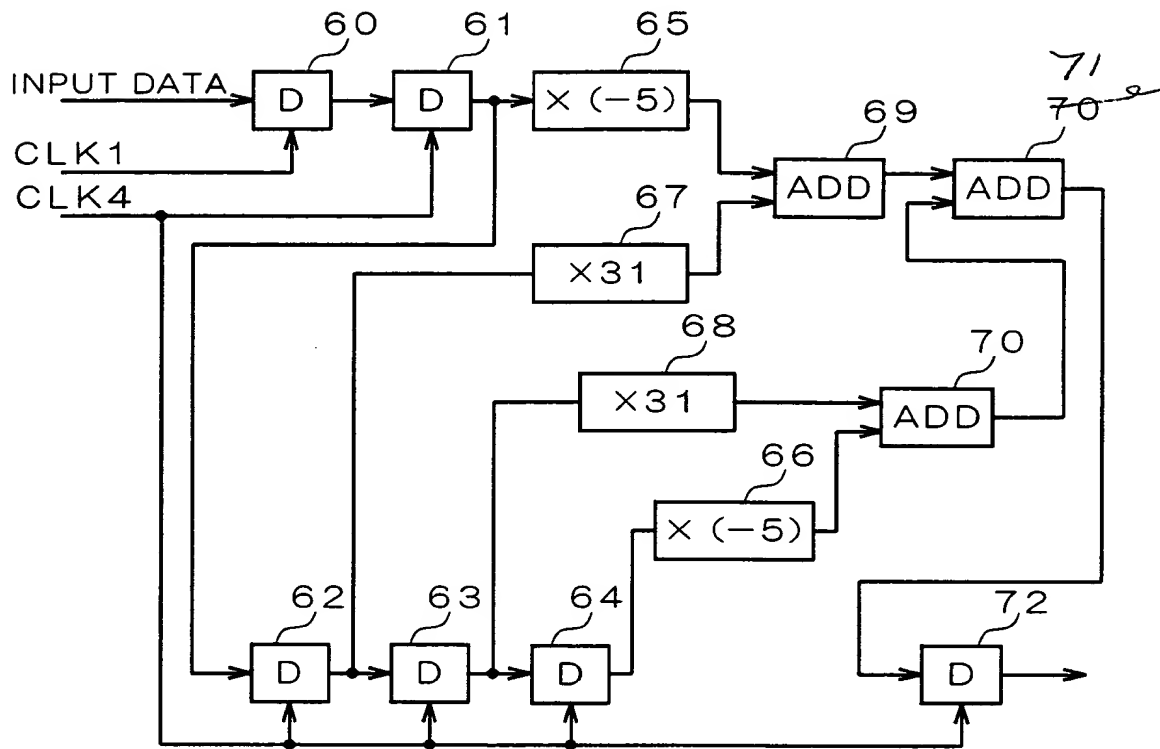 60
61
65
71
70
INPUT DATA
D
D
× (-5)
69
CLK1
ADD
ADD
CLK4
67
×31
68
×31
70
ADD
66
× (-5)
62
63
64
72
D
D
D
D